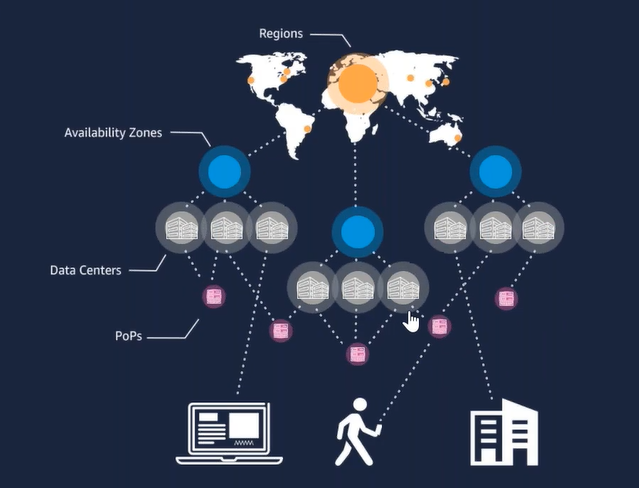 Regions
Availability Zones
Data Centers
PoPs